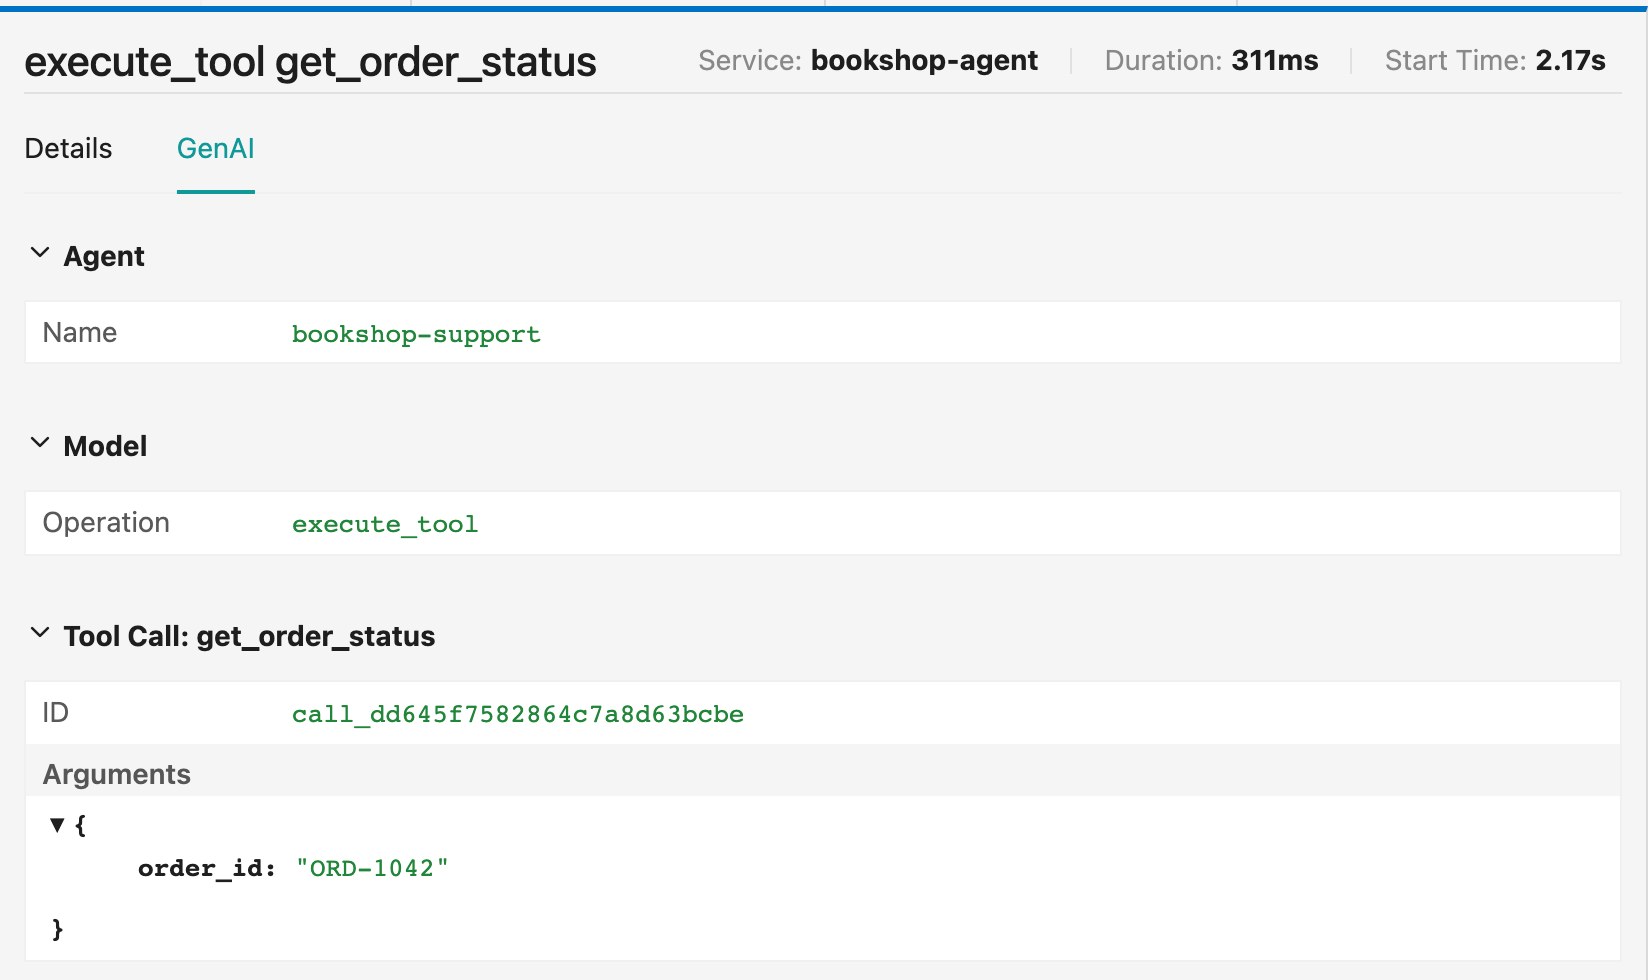 execute_tool get_order_status
Service: bookshop-agent
Duration: 311ms
Start Time: 2.17s
Details
GenAI
Agent
Name bookshop-support
Model
Operation execute_tool
Tool Call: get_order_status
ID call_dd645f7582864c7a8d63bcbe
Arguments
▼ {
order_id: "ORD-1042"
}